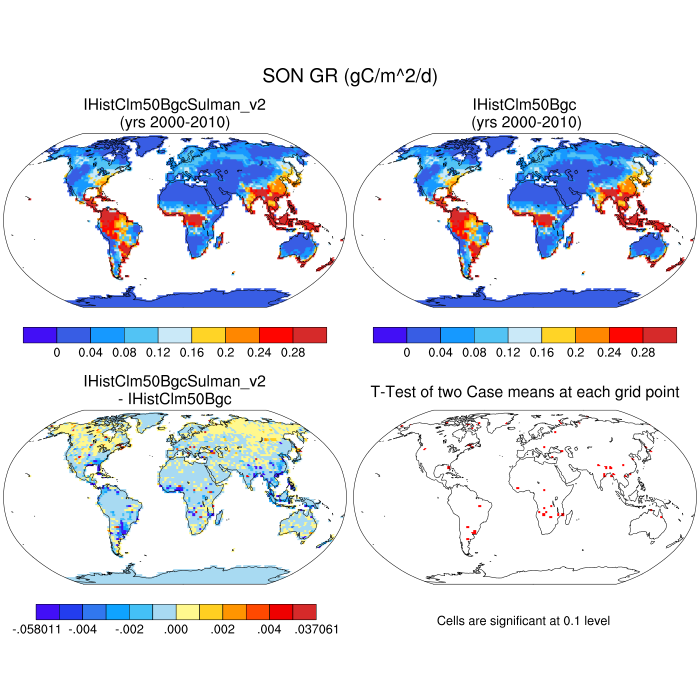 SON GR (gC/m^2/d)
IHistClm50BgcSulman_v2
(yrs 2000-2010)
IHistClm50Bgc
(yrs 2000-2010)
0 0.04 0.08 0.12 0.16 0.2 0.24 0.28
0 0.04 0.08 0.12 0.16 0.2 0.24 0.28
IHistClm50BgcSulman_v2
- IHistClm50Bgc
T-Test of two Case means at each grid point
-.058011 -.004 -.002 .000 .002 .004 .037061
Cells are significant at 0.1 level